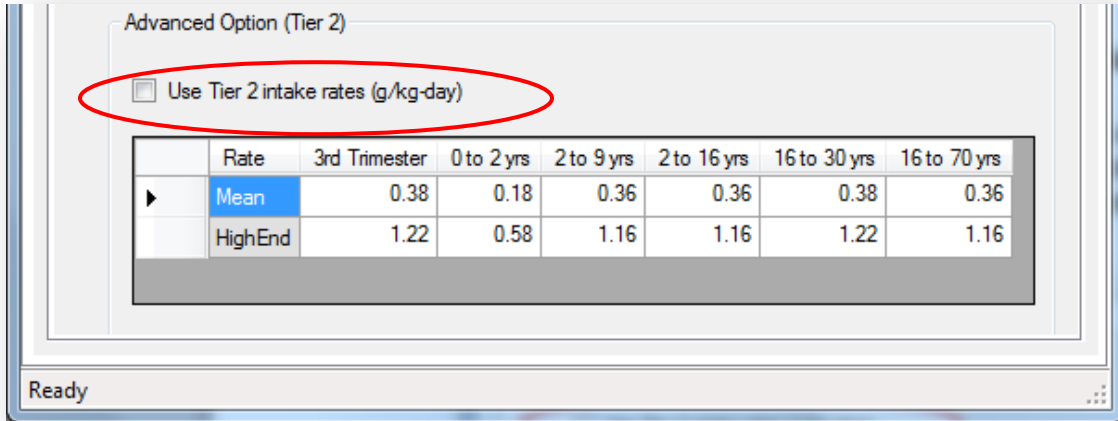 Advanced Option (Tier 2)
Use Tier 2 intake rates (g/kg-day)
Rate 3rd Trimester 0 to 2 yrs 2 to 9 yrs 2 to 16 yrs 16 to 30 yrs 16 to 70 yrs
Mean 0.38 0.18 0.36 0.36 0.38 0.36
HighEnd 1.22 0.58 1.16 1.16 1.22 1.16
Ready